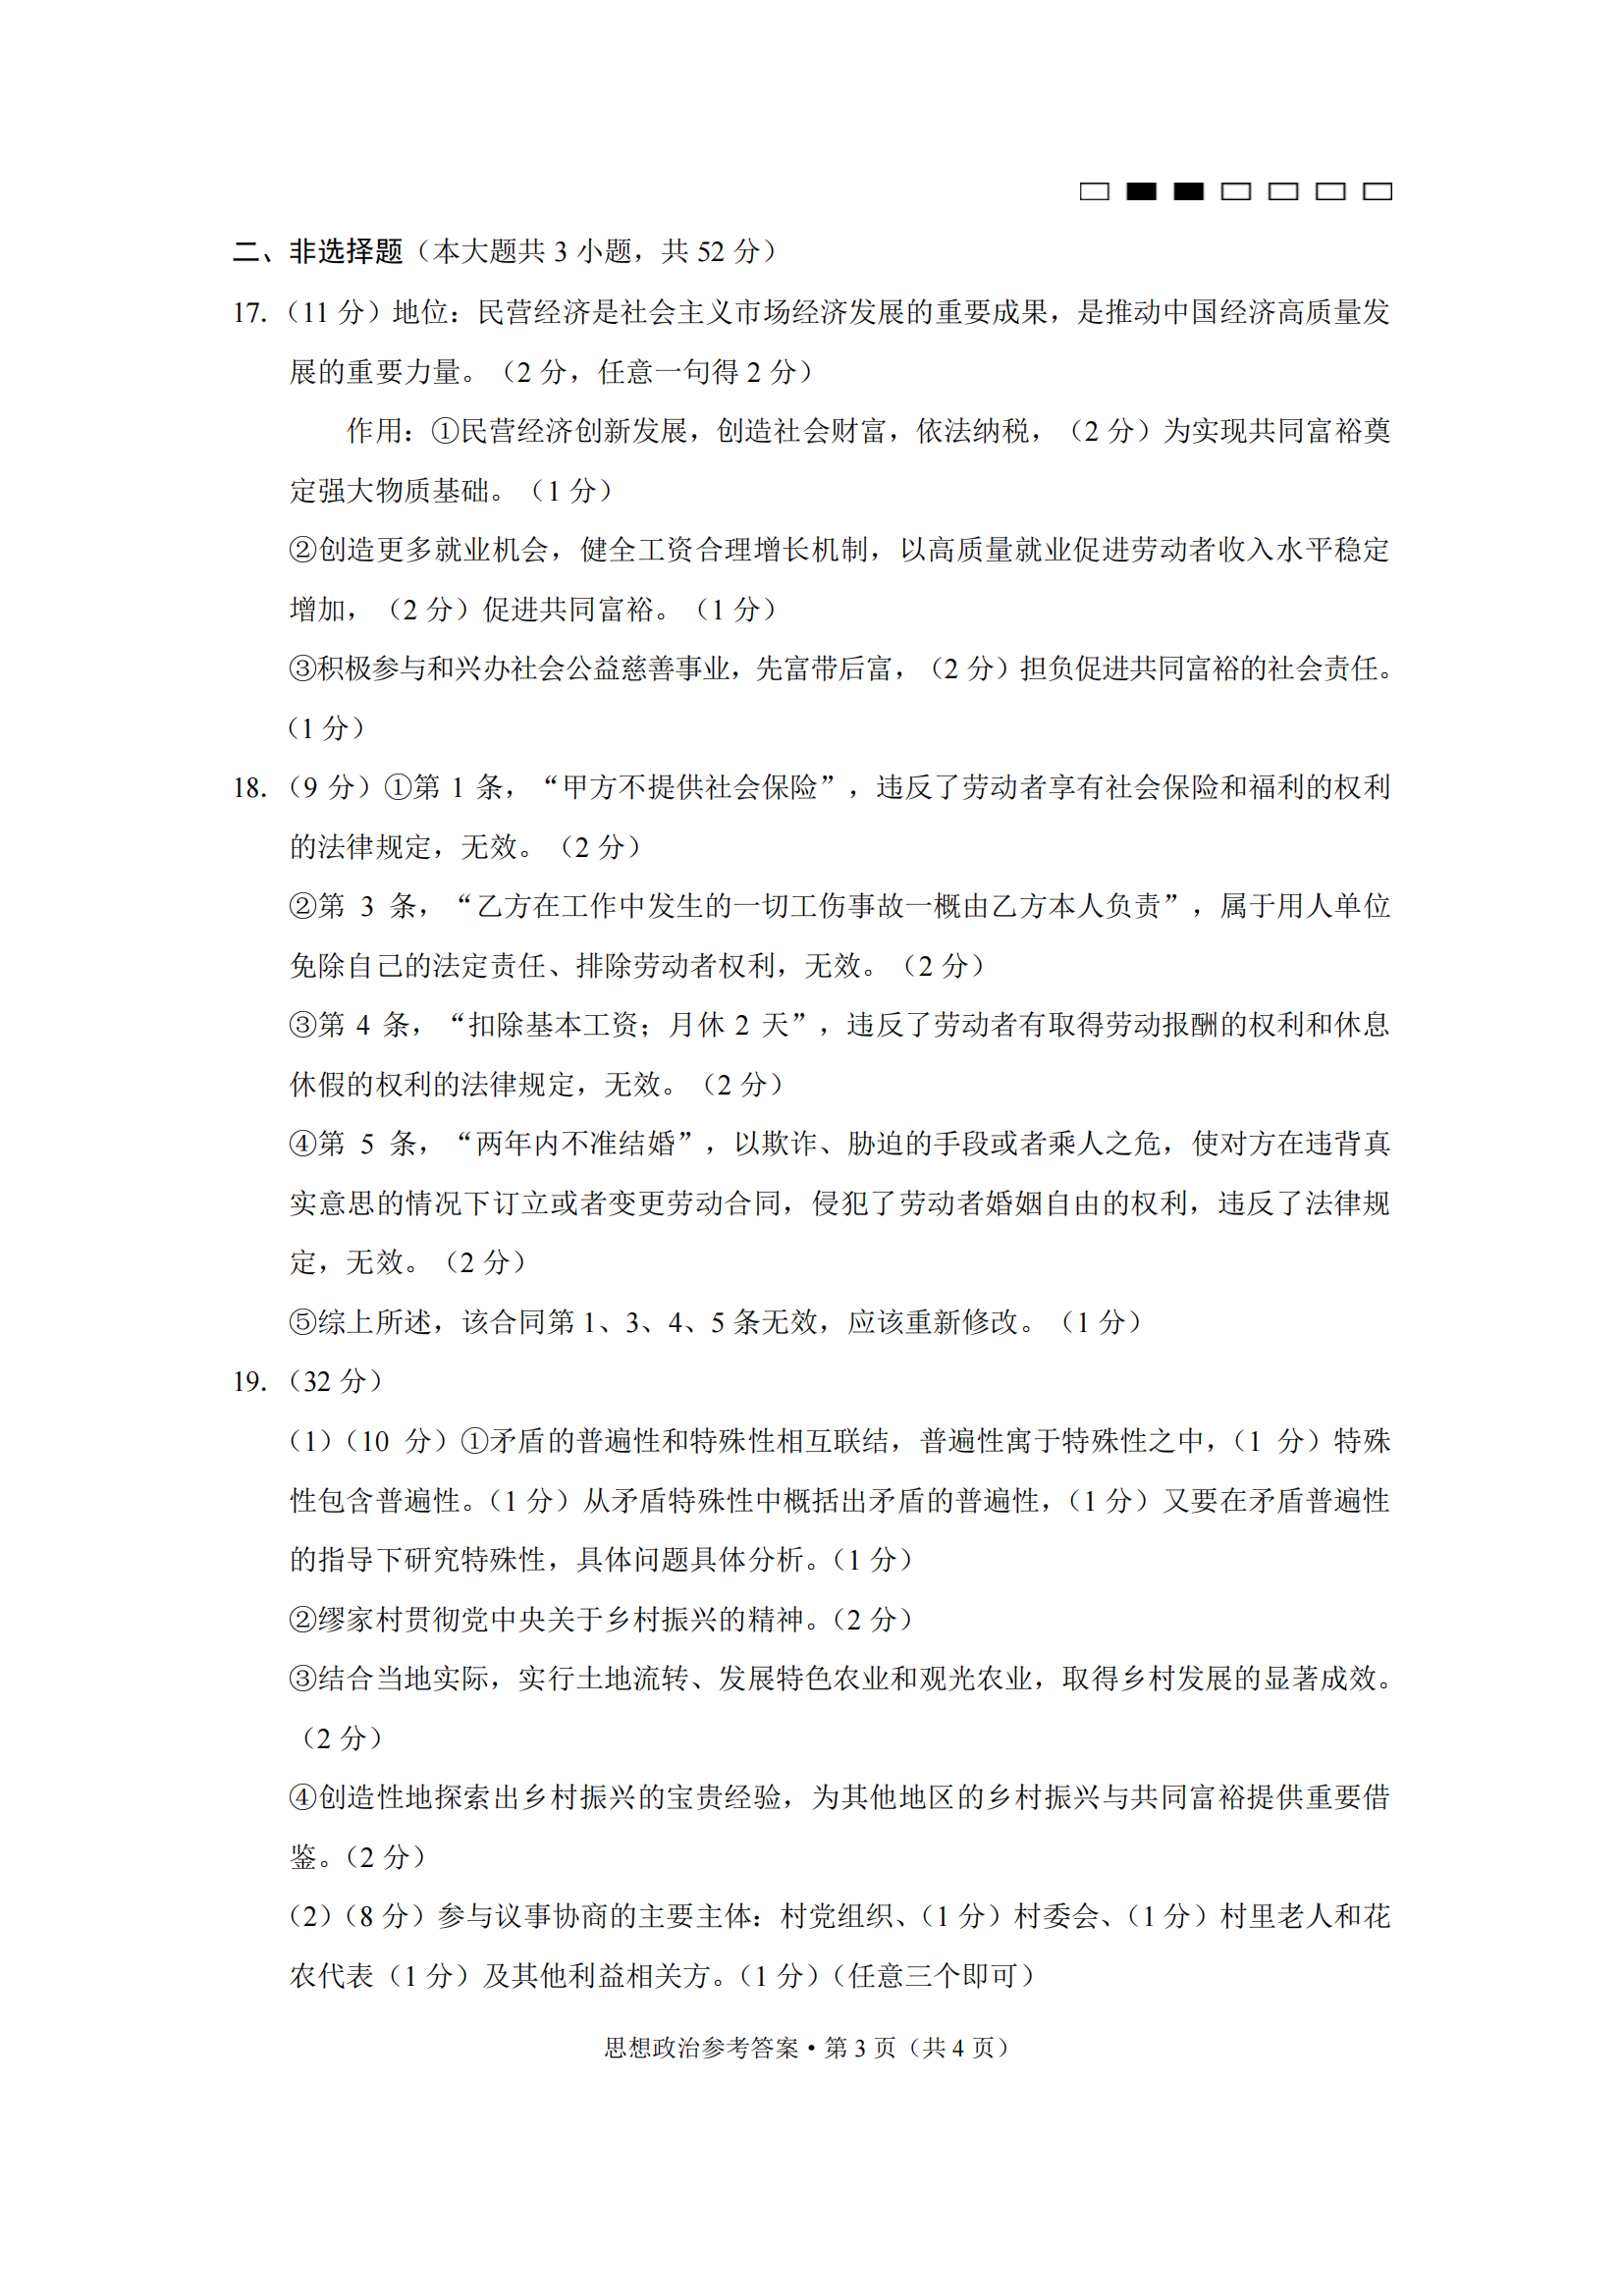 二、非选择题（本大题共 3 小题，共 52 分）
17.（11 分）地位：民营经济是社会主义市场经济发展的重要成果，是推动中国经济高质量发
展的重要力量。（2 分，任意一句得 2 分）
作用：①民营经济创新发展，创造社会财富，依法纳税，（2 分）为实现共同富裕奠
定强大物质基础。（1 分）
②创造更多就业机会，健全工资合理增长机制，以高质量就业促进劳动者收入水平稳定
增加，（2 分）促进共同富裕。（1 分）
③积极参与和兴办社会公益慈善事业，先富带后富，（2 分）担负促进共同富裕的社会责任。
（1 分）
18.（9 分）①第 1 条，“甲方不提供社会保险”，违反了劳动者享有社会保险和福利的权利
的法律规定，无效。（2 分）
②第 3 条，“乙方在工作中发生的一切工伤事故一概由乙方本人负责”，属于用人单位
免除自己的法定责任、排除劳动者权利，无效。（2 分）
③第 4 条，“扣除基本工资；月休 2 天”，违反了劳动者有取得劳动报酬的权利和休息
休假的权利的法律规定，无效。（2 分）
④第 5 条，“两年内不准结婚”，以欺诈、胁迫的手段或者乘人之危，使对方在违背真
实意思的情况下订立或者变更劳动合同，侵犯了劳动者婚姻自由的权利，违反了法律规
定，无效。（2 分）
⑤综上所述，该合同第 1、3、4、5 条无效，应该重新修改。（1 分）
19.（32 分）
（1）（10 分）①矛盾的普遍性和特殊性相互联结，普遍性寓于特殊性之中，（1 分）特殊
性包含普遍性。（1 分）从矛盾特殊性中概括出矛盾的普遍性，（1 分）又要在矛盾普遍性
的指导下研究特殊性，具体问题具体分析。（1 分）
②缪家村贯彻党中央关于乡村振兴的精神。（2 分）
③结合当地实际，实行土地流转、发展特色农业和观光农业，取得乡村发展的显著成效。
（2 分）
④创造性地探索出乡村振兴的宝贵经验，为其他地区的乡村振兴与共同富裕提供重要借
鉴。（2 分）
（2）（8 分）参与议事协商的主要主体：村党组织、（1 分）村委会、（1 分）村里老人和花
农代表（1 分）及其他利益相关方。（1 分）（任意三个即可）
思想政治参考答案·第 3 页（共 4 页）